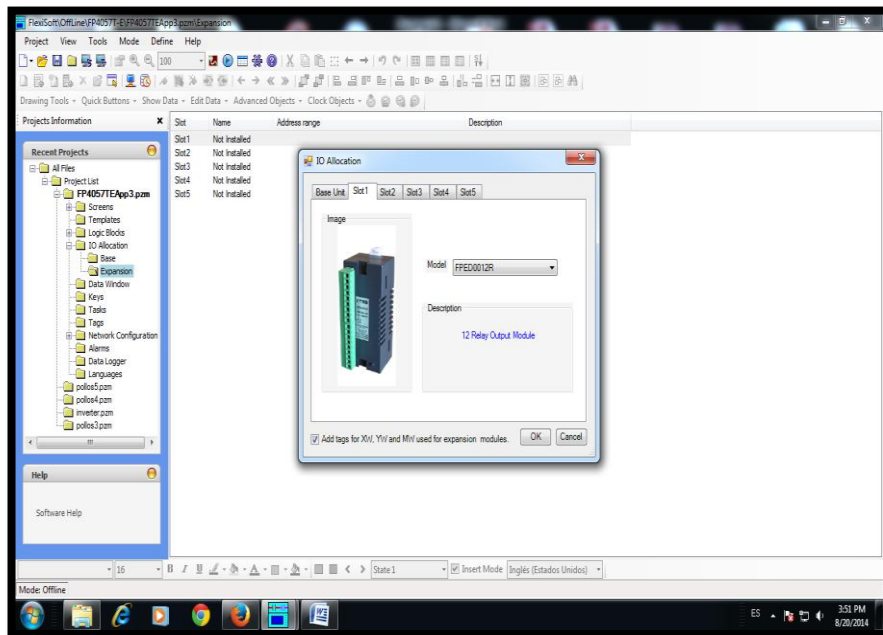 FlexiSoft\OffLine\FP4057T-E\FP4057TEApp3.pzm\Expansion
Project View Tools Mode Define Help
100
Drawing Tools Quick Buttons Show Data Edit Data Advanced Objects Clock Objects
Projects Information
Recent Projects
All Files
Project List
FP4057TEApp3.pzm
Screens
Templates
Logic Blocks
IO Allocation
Base
Expansion
Data Window
Keys
Tasks
Tags
Network Configuration
Alarms
Data Logger
Languages
pollos5.pzm
pollos4.pzm
inverter.pzm
pollos3.pzm
Help
Software Help
Slot Name Address range Description
Slot1 Not Installed
Slot2 Not Installed
Slot3 Not Installed
Slot4 Not Installed
Slot5 Not Installed
IO Allocation
Base Unit Slot1 Slot2 Slot3 Slot4 Slot5
Image
Model FPED0012R
Description
12 Relay Output Module
Add tags for XW, YW and MW used for expansion modules. OK Cancel
16 B I U A State 1 Insert Mode Inglés (Estados Unidos)
Mode: Offline
ES 3:51 PM
8/20/2014